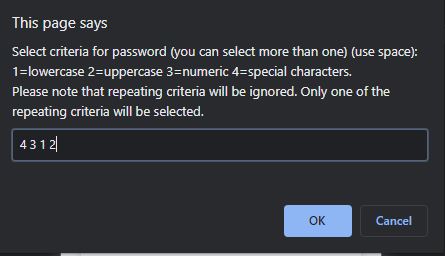 This page says
Select criteria for password (you can select more than one) (use space):
1=lowercase 2=uppercase 3=numeric 4=special characters.
Please note that repeating criteria will be ignored. Only one of the
repeating criteria will be selected.
4 3 1 2
OK Cancel